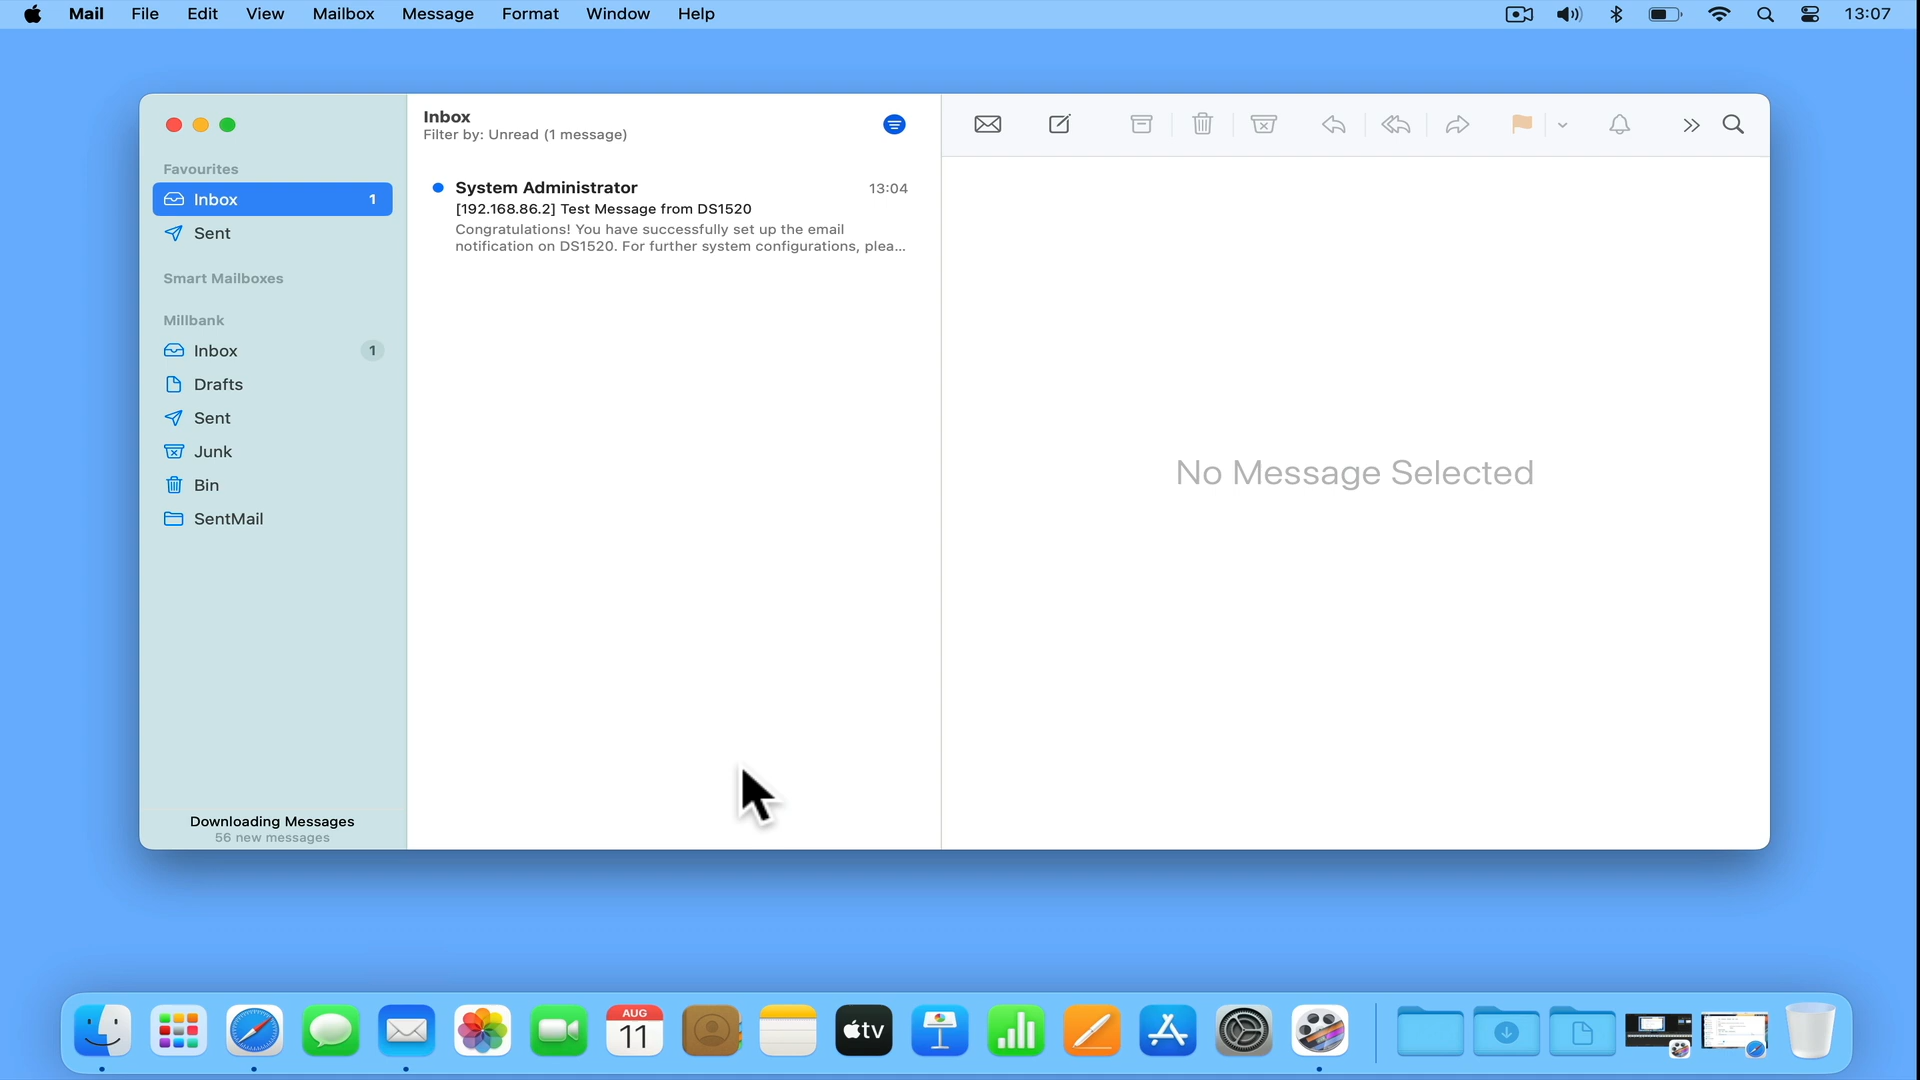 Mail File Edit View Mailbox Message Format Window Help 13:07
Favourites
Inbox 1
Sent
Smart Mailboxes
Millbank
Inbox 1
Drafts
Sent
Junk
Bin
SentMail
Downloading Messages
56 new messages
Inbox
Filter by: Unread (1 message)
System Administrator 13:04
[192.168.86.2] Test Message from DS1520
Congratulations! You have successfully set up the email
notification on DS1520. For further system configurations, plea...
No Message Selected
AUG
11
tv